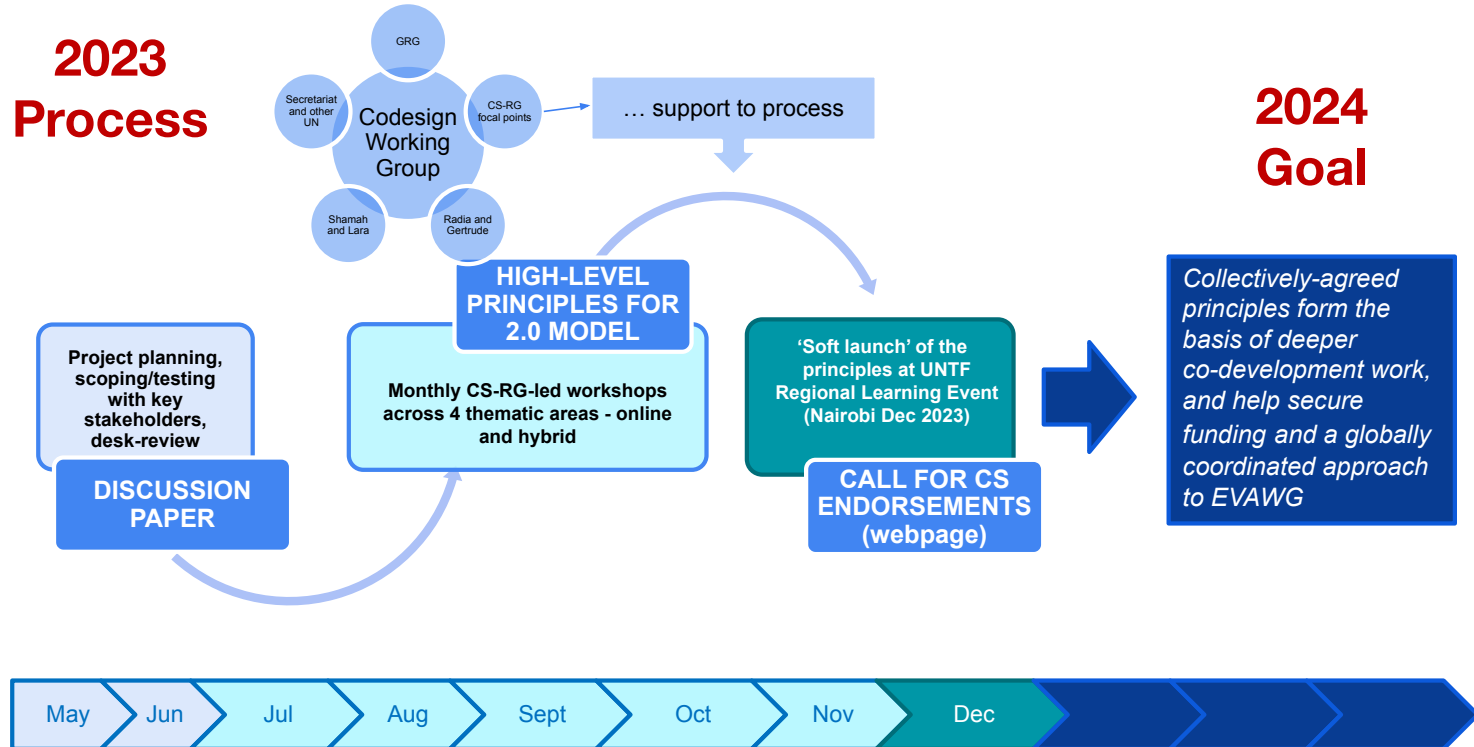 2023
Process
GRG
Secretariat
and other
UN
CS-RG
focal points
Codesign
Working
Group
Shamah
and Lara
Radia and
Gertrude
… support to process
2024
Goal
HIGH-LEVEL
PRINCIPLES FOR
2.0 MODEL
Project planning,
scoping/testing
with key
stakeholders,
desk-review
DISCUSSION
PAPER
Monthly CS-RG-led workshops
across 4 thematic areas - online
and hybrid
‘Soft launch’ of the
principles at UNTF
Regional Learning Event
(Nairobi Dec 2023)
CALL FOR CS
ENDORSEMENTS
(webpage)
Collectively-agreed
principles form the
basis of deeper
co-development work,
and help secure
funding and a globally
coordinated approach
to EVAWG
May Jun Jul Aug Sept Oct Nov Dec